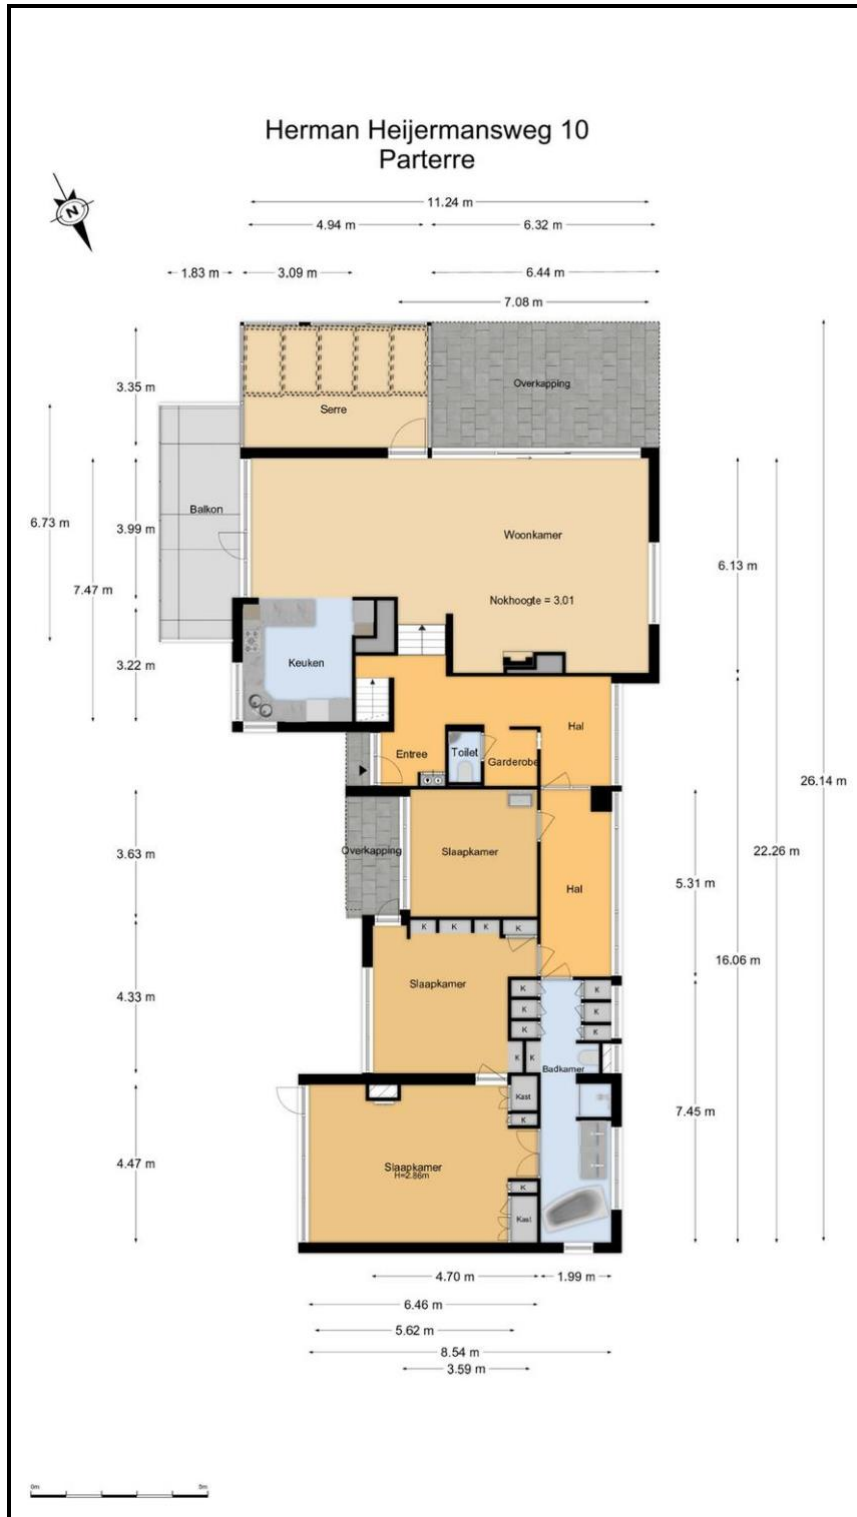 Herman Heijermansweg 10
Parterre
N
11.24 m
4.94 m
6.32 m
1.83 m
3.09 m
6.44 m
7.08 m
3.35 m
Overkapping
Serre
Balkon
6.73 m
3.99 m
Woonkamer
6.13 m
7.47 m
Nokhoogte = 3.01
3.22 m
Keuken
Hal
Entree
Toilet
Garderobe
26.14 m
3.63 m
Overkapping
Slaapkamer
22.26 m
5.31 m
Hal
K
K
K
K
16.06 m
4.33 m
Slaapkamer
K
K
K
K
K
K
K
K
Badkamer
Kast
7.45 m
K
4.47 m
Slaapkamer
H=2.86m
K
Kast
4.70 m
1.99 m
6.46 m
5.62 m
8.54 m
3.59 m
0m
5m